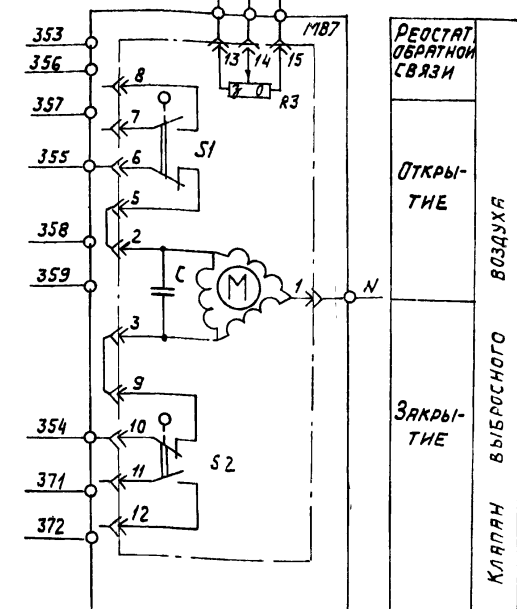 353
МВ7
РЕОСТАТ
ОБРАТНОЙ
СВЯЗИ
356
13 14 15
8
З О
R3
357
7
S1
355
6
ОТКРЫ-
ТИЕ
5
358
2
359
C
M
1
N
3
9
354
10
ЗАКРЫ-
ТИЕ
11
S2
371
12
372
КЛАПАН ВЫБРОСНОГО ВОЗДУХА